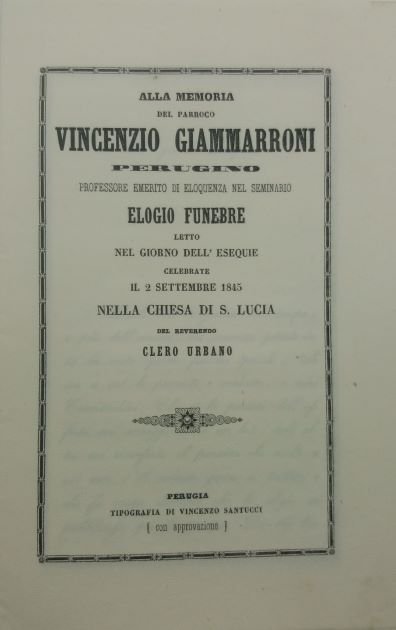 ALLA MEMORIA
DEL PARROCO
VINCENZIO GIAMMARRONI
PERUGINO
PROFESSORE EMERITO DI ELOQUENZA NEL SEMINARIO
ELOGIO FUNEBRE
LETTO
NEL GIORNO DELL' ESEQUIE
CELEBRATE
IL 2 SETTEMBRE 1845
NELLA CHIESA DI S. LUCIA
DEL REVERENDO
CLERO URBANO
PERUGIA
TIPOGRAFIA DI VINCENZO SANTUCCI
( con approvazione )